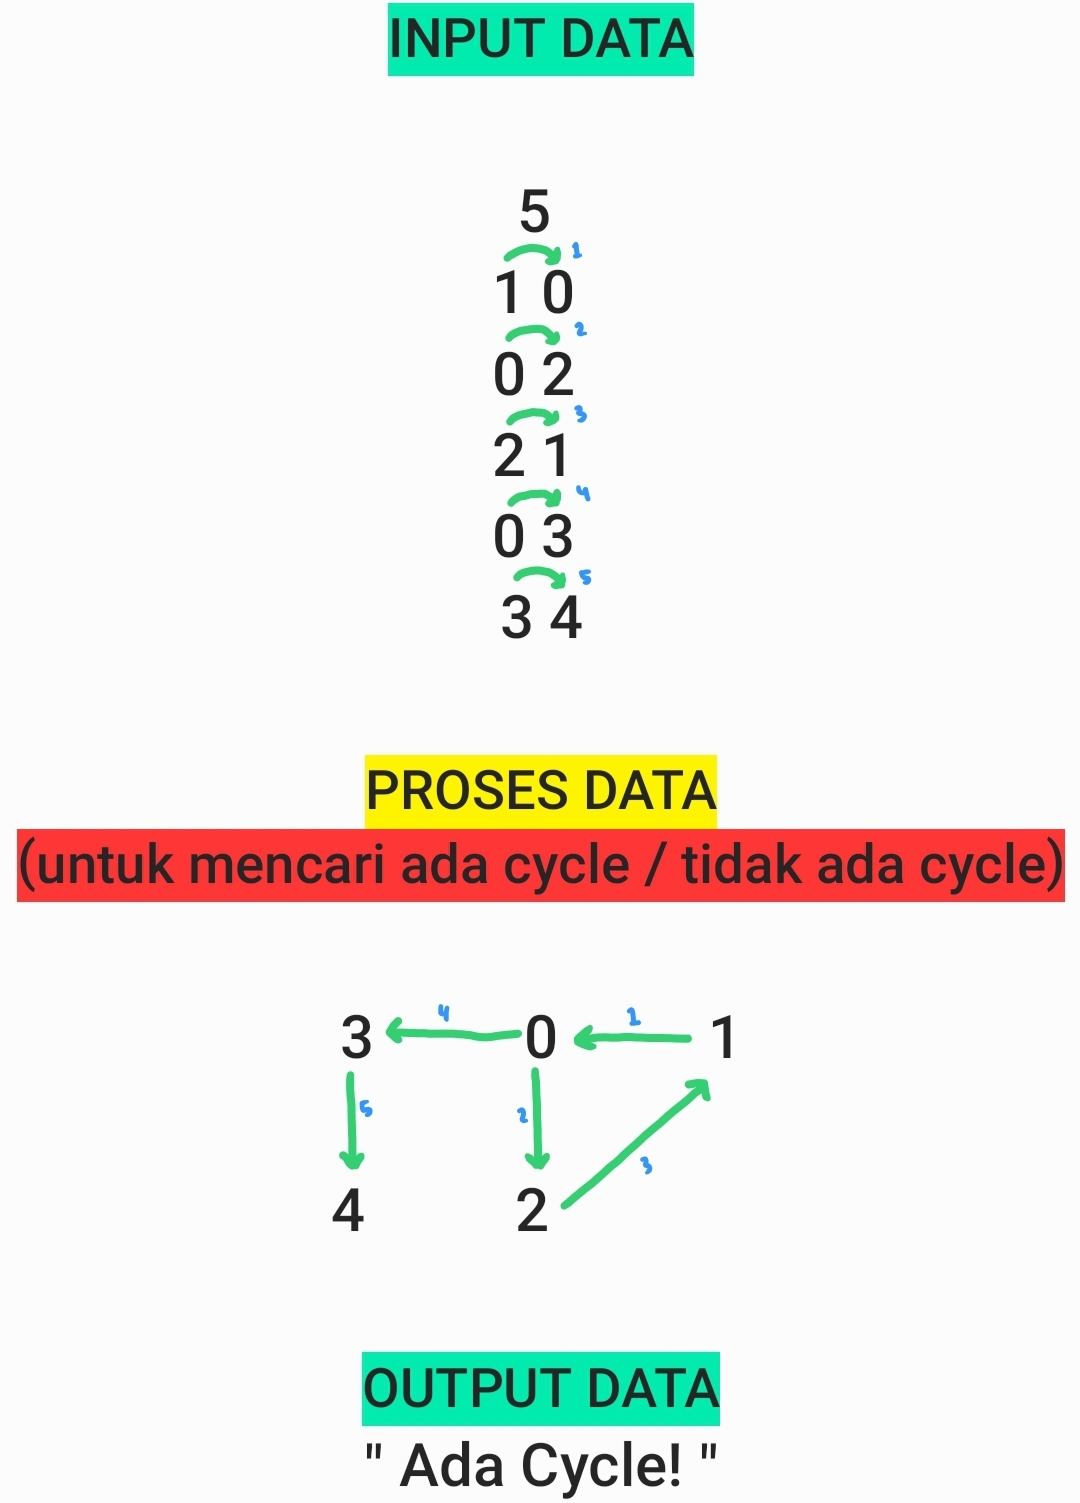 INPUT DATA
5
1
1 0
2
0 2
3
2 1
4
0 3
5
3 4
PROSES DATA
(untuk mencari ada cycle / tidak ada cycle)
4 1
3 0 1
5 2 3
4 2
OUTPUT DATA
" Ada Cycle! "